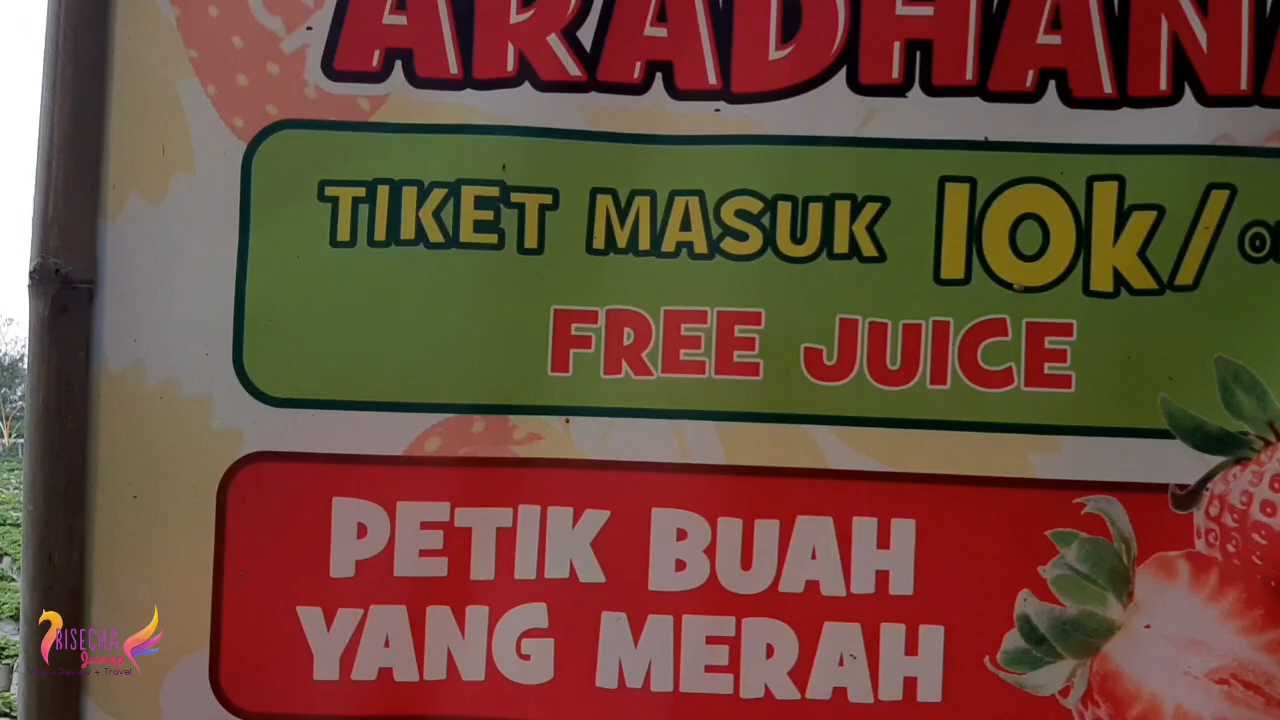 ARADHANA
TIKET MASUK 10k/
FREE JUICE
PETIK BUAH
YANG MERAH
RISECHA